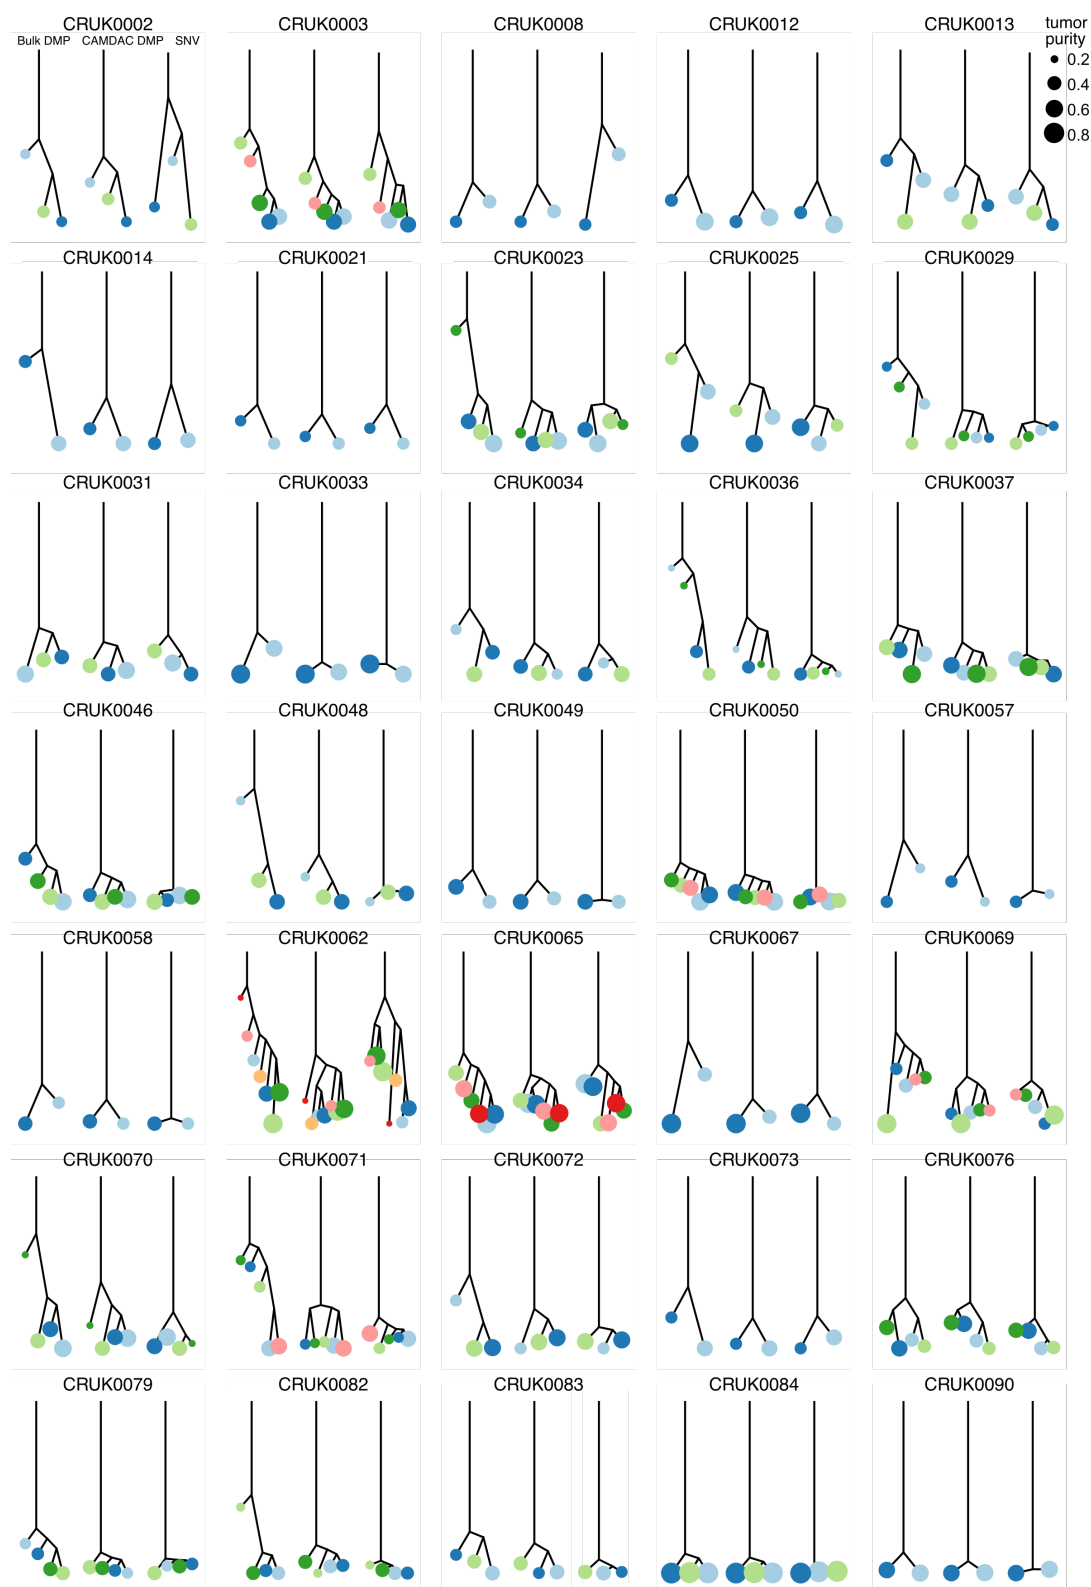 CRUK0002 CRUK0003 CRUK0008 CRUK0012 CRUK0013
tumor
purity
Bulk DMP CAMDAC DMP SNV
0.2
0.4
0.6
0.8
CRUK0014 CRUK0021 CRUK0023 CRUK0025 CRUK0029
CRUK0031 CRUK0033 CRUK0034 CRUK0036 CRUK0037
CRUK0046 CRUK0048 CRUK0049 CRUK0050 CRUK0057
CRUK0058 CRUK0062 CRUK0065 CRUK0067 CRUK0069
CRUK0070 CRUK0071 CRUK0072 CRUK0073 CRUK0076
CRUK0079 CRUK0082 CRUK0083 CRUK0084 CRUK0090